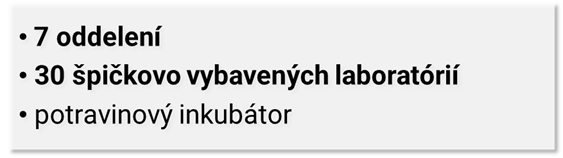 • 7 oddelení
• 30 špičkovo vybavených laboratórií
• potravinový inkubátor